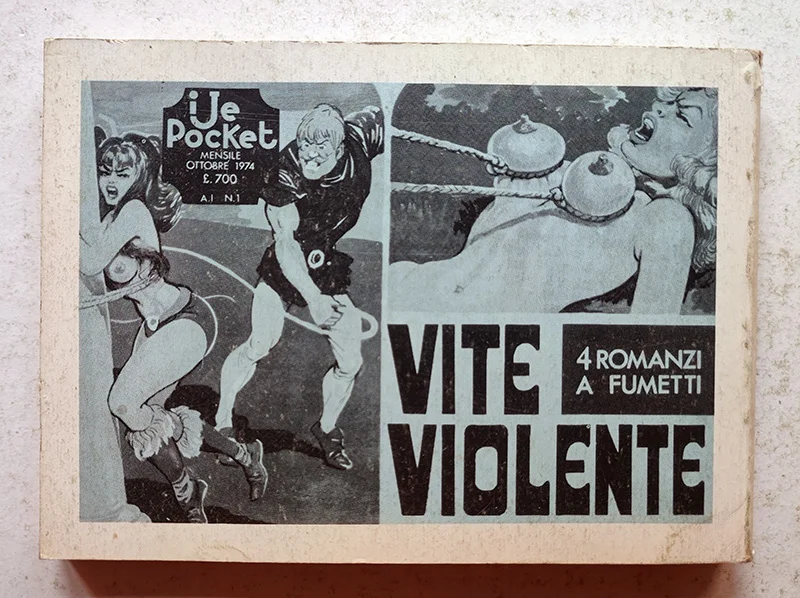 iJe
Pocket
MENSILE
OTTOBRE 1974
£.700
A.I N.1
VITE
VIOLENTE
4 ROMANZI
A FUMETTI